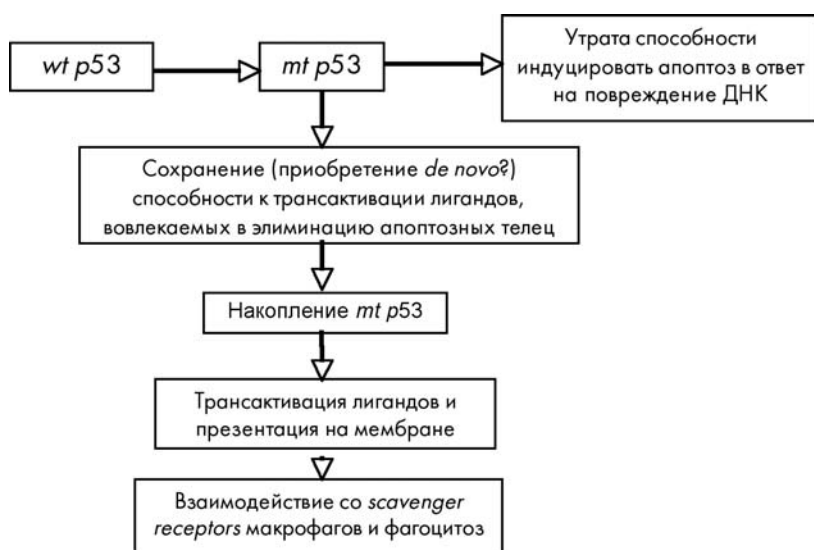 wt p53
mt p53
Утрата способности
индуцировать апоптоз в ответ
на повреждение ДНК
Сохранение (приобретение de novo?)
способности к трансактивации лигандов,
вовлекаемых в элиминацию апоптозных телец
Накопление mt p53
Трансактивация лигандов и
презентация на мембране
Взаимодействие со scavenger
receptors макрофагов и фагоцитоз